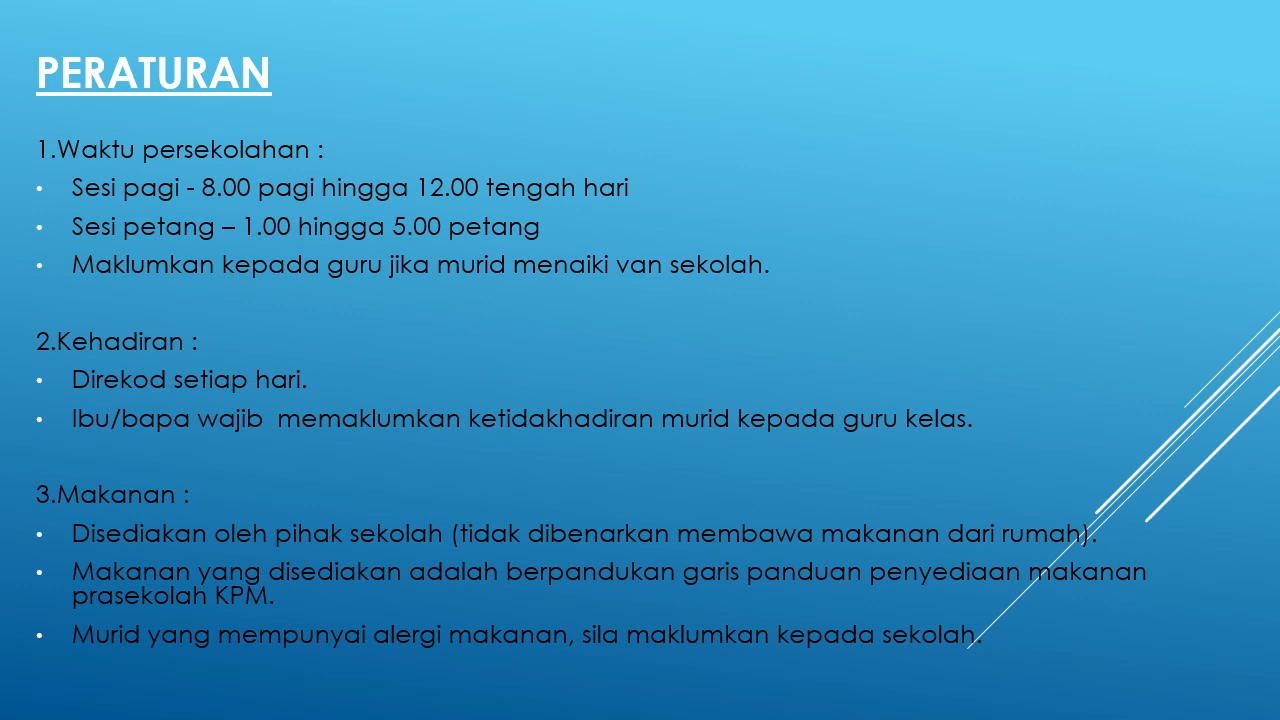 PERATURAN
1.Waktu persekolahan :
• Sesi pagi - 8.00 pagi hingga 12.00 tengah hari
• Sesi petang – 1.00 hingga 5.00 petang
• Maklumkan kepada guru jika murid menaiki van sekolah.
2.Kehadiran :
• Direkod setiap hari.
• Ibu/bapa wajib  memaklumkan ketidakhadiran murid kepada guru kelas.
3.Makanan :
• Disediakan oleh pihak sekolah (tidak dibenarkan membawa makanan dari rumah).
• Makanan yang disediakan adalah berpandukan garis panduan penyediaan makanan
prasekolah KPM.
• Murid yang mempunyai alergi makanan, sila maklumkan kepada sekolah.